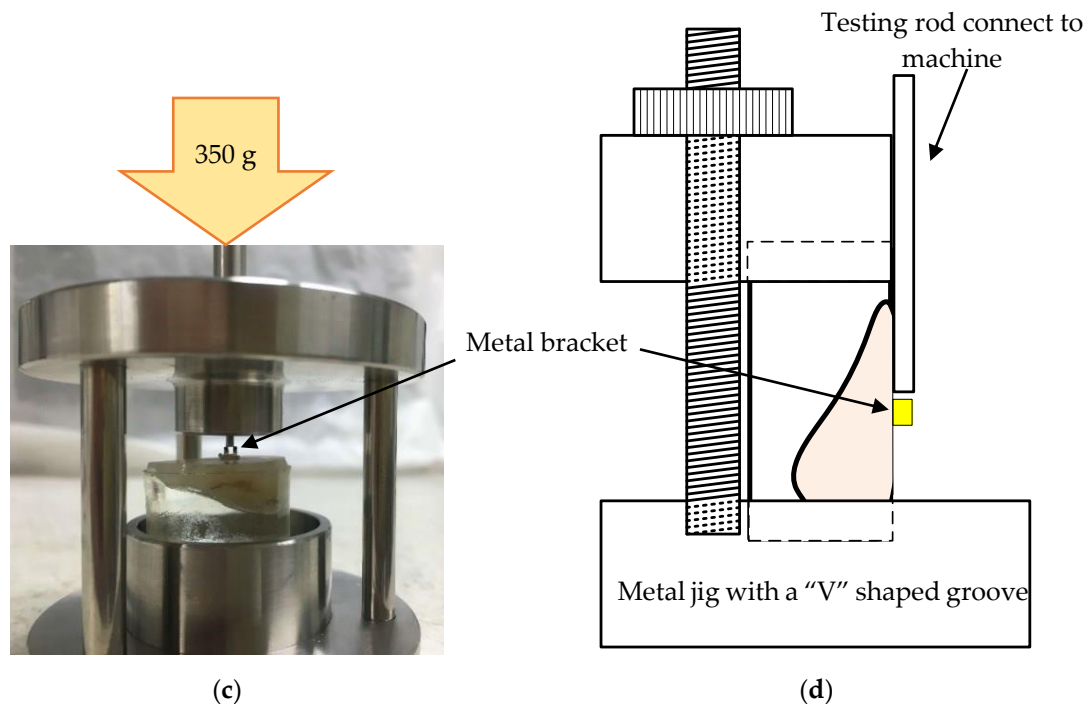 Testing rod connect to
machine
350 g
Metal bracket
Metal jig with a “V” shaped groove
(c)
(d)